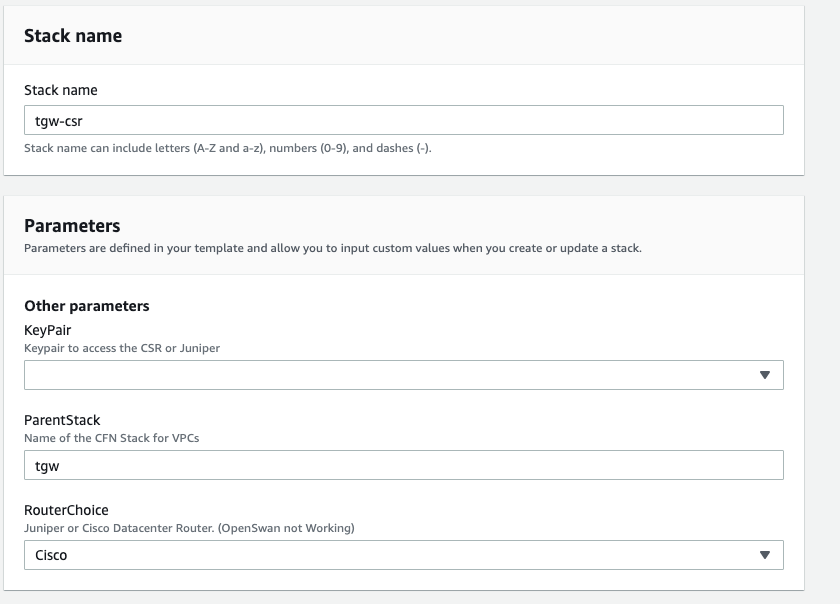 Stack name
Stack name
tgw-csr
Stack name can include letters (A-Z and a-z), numbers (0-9), and dashes (-).
Parameters
Parameters are defined in your template and allow you to input custom values when you create or update a stack.
Other parameters
KeyPair
Keypair to access the CSR or Juniper
ParentStack
Name of the CFN Stack for VPCs
tgw
RouterChoice
Juniper or Cisco Datacenter Router. (OpenSwan not Working)
Cisco